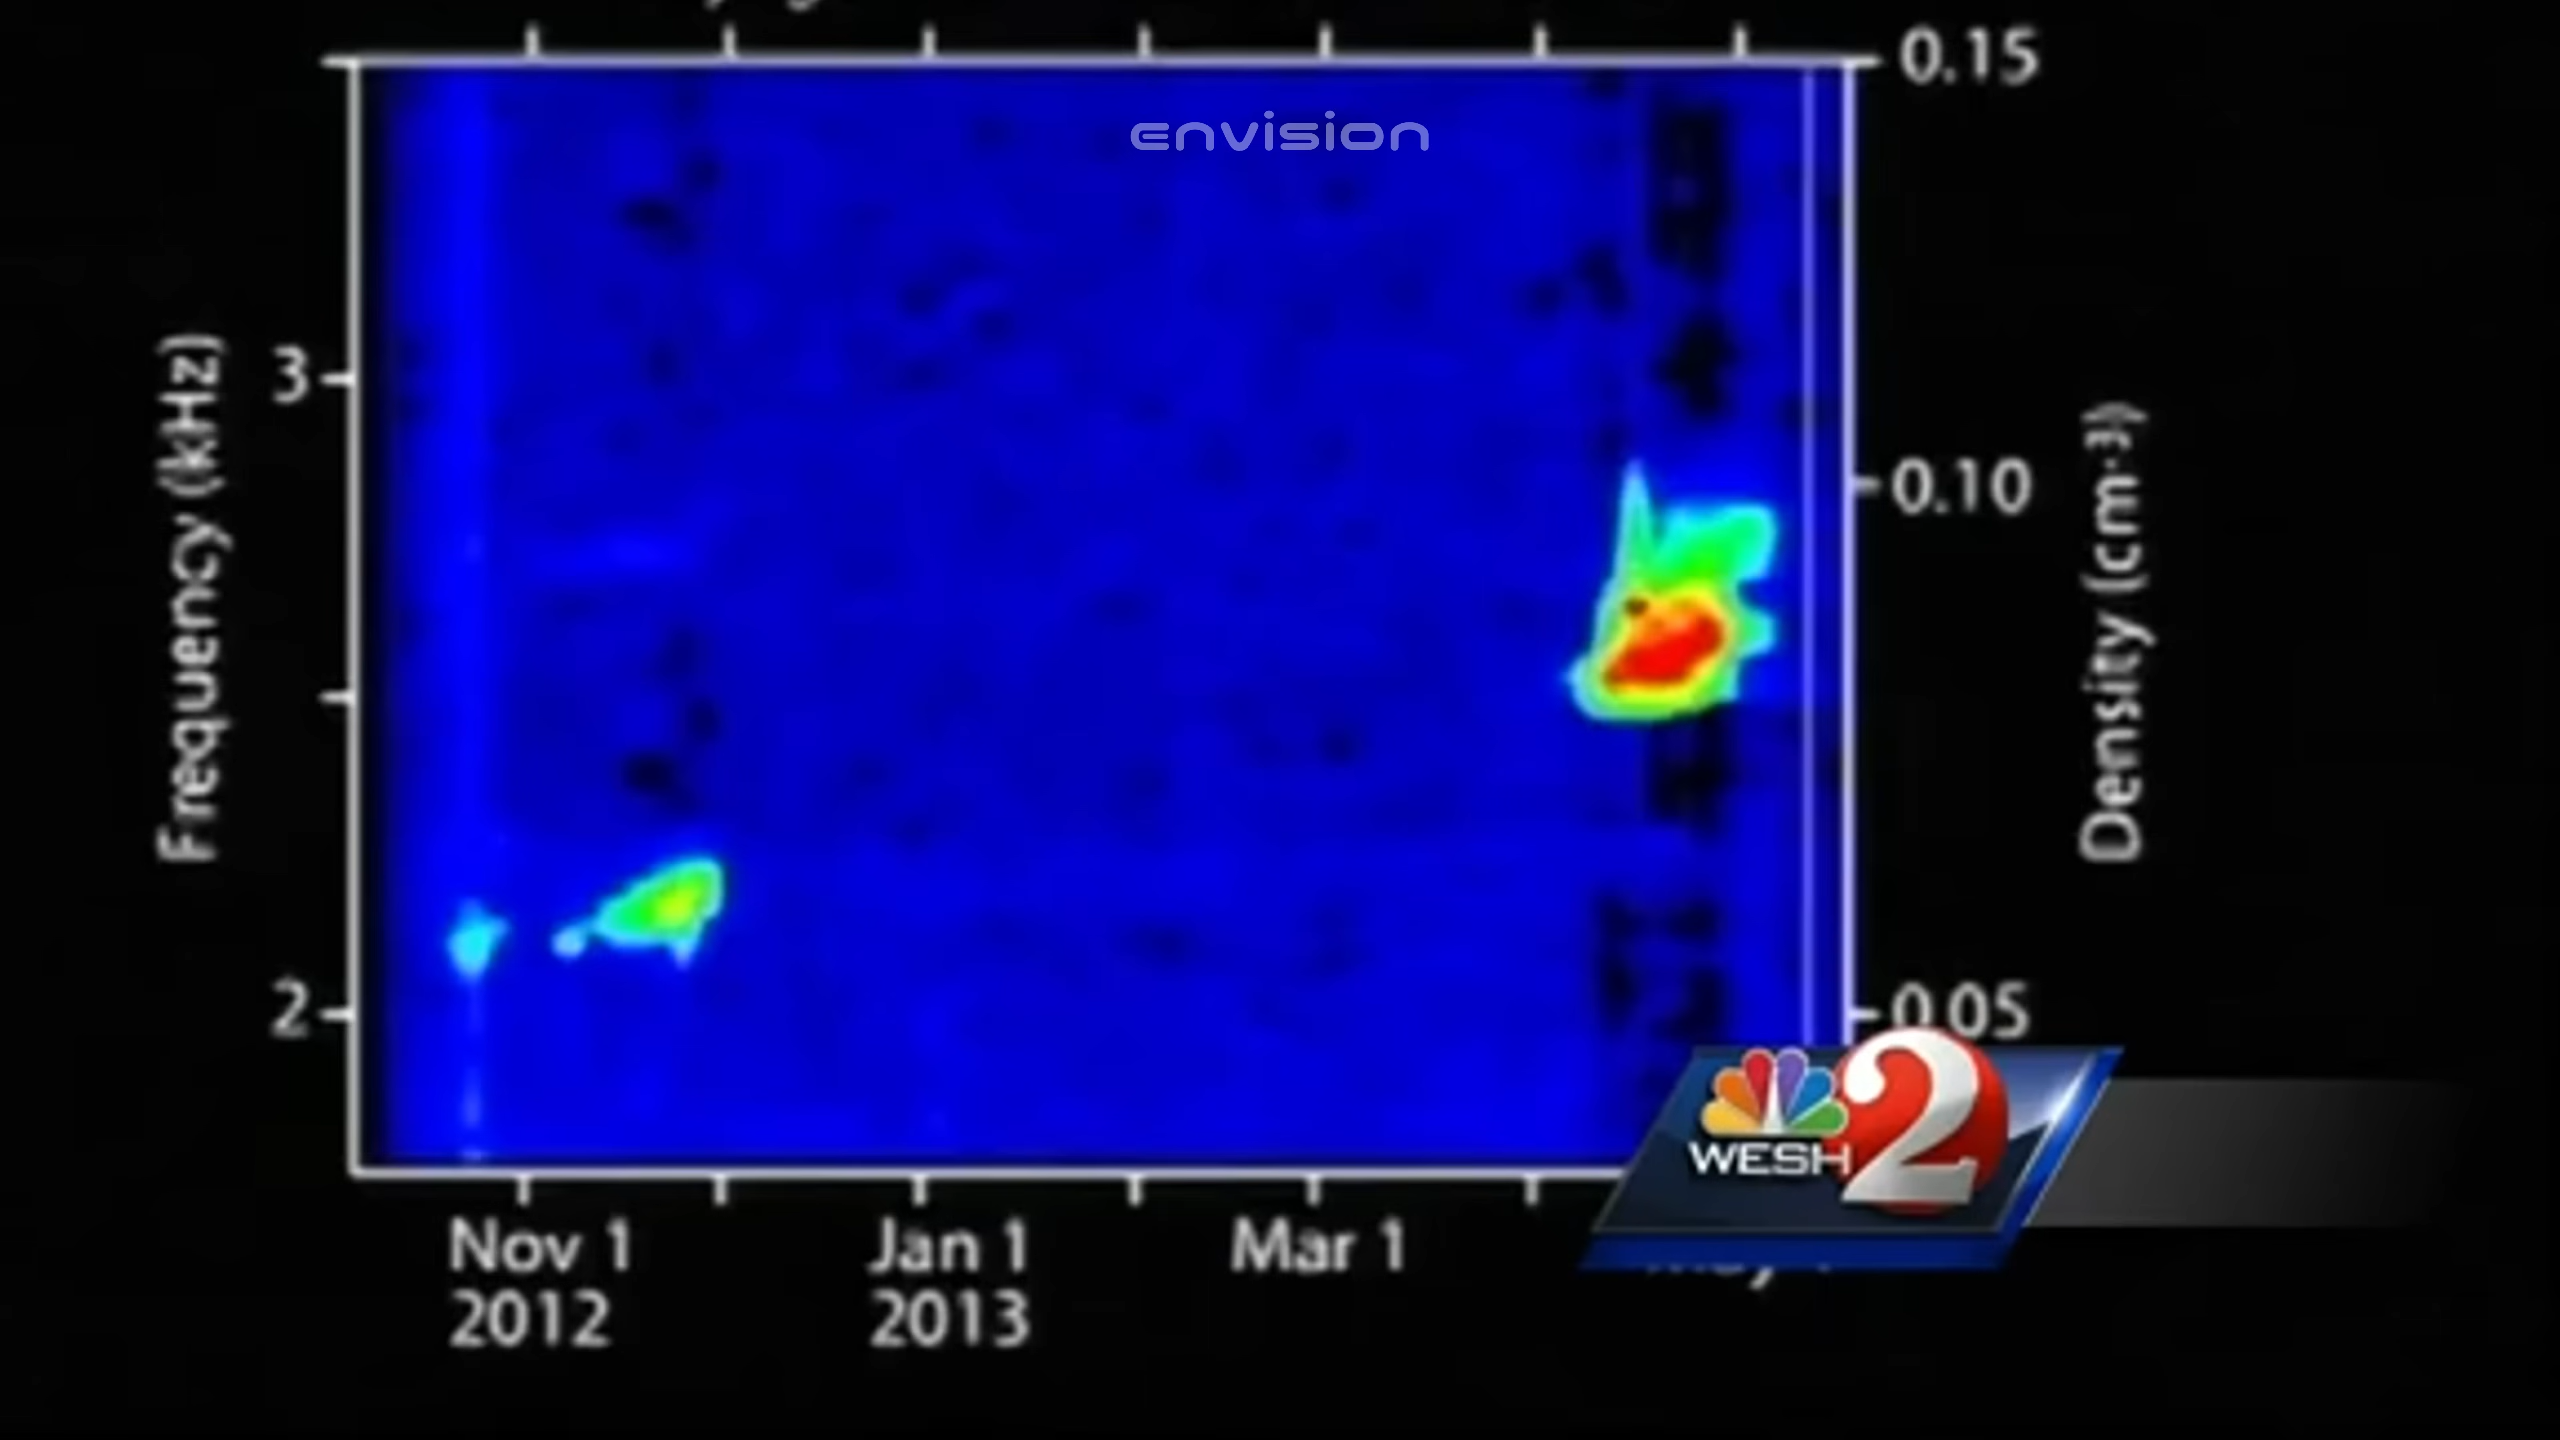 0.15
envision
3
Frequency (kHz)
0.10
Density (cm-3)
2
0.05
WESH 2
Nov 1
Jan 1
Mar 1
2012
2013